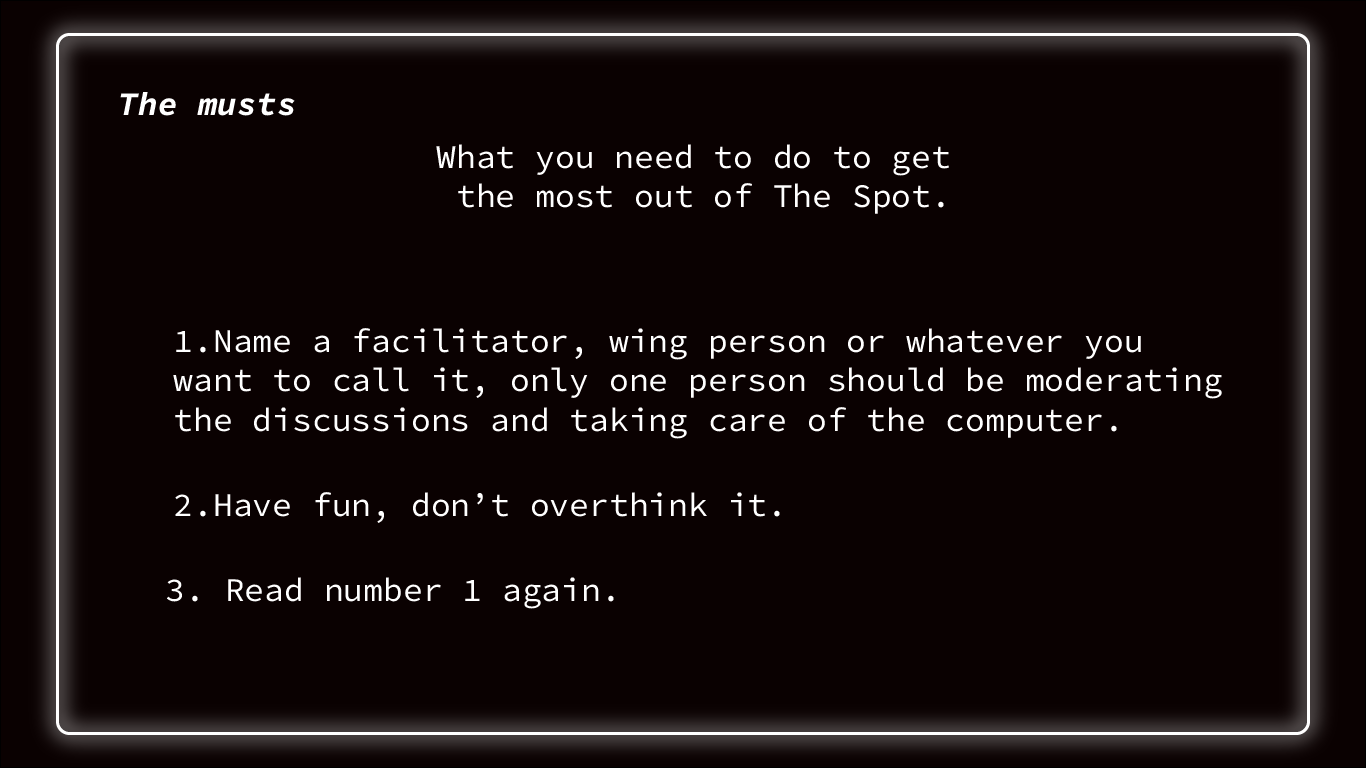 The musts
What you need to do to get
the most out of The Spot.
1.Name a facilitator, wing person or whatever you
want to call it, only one person should be moderating
the discussions and taking care of the computer.
2.Have fun, don’t overthink it.
3. Read number 1 again.